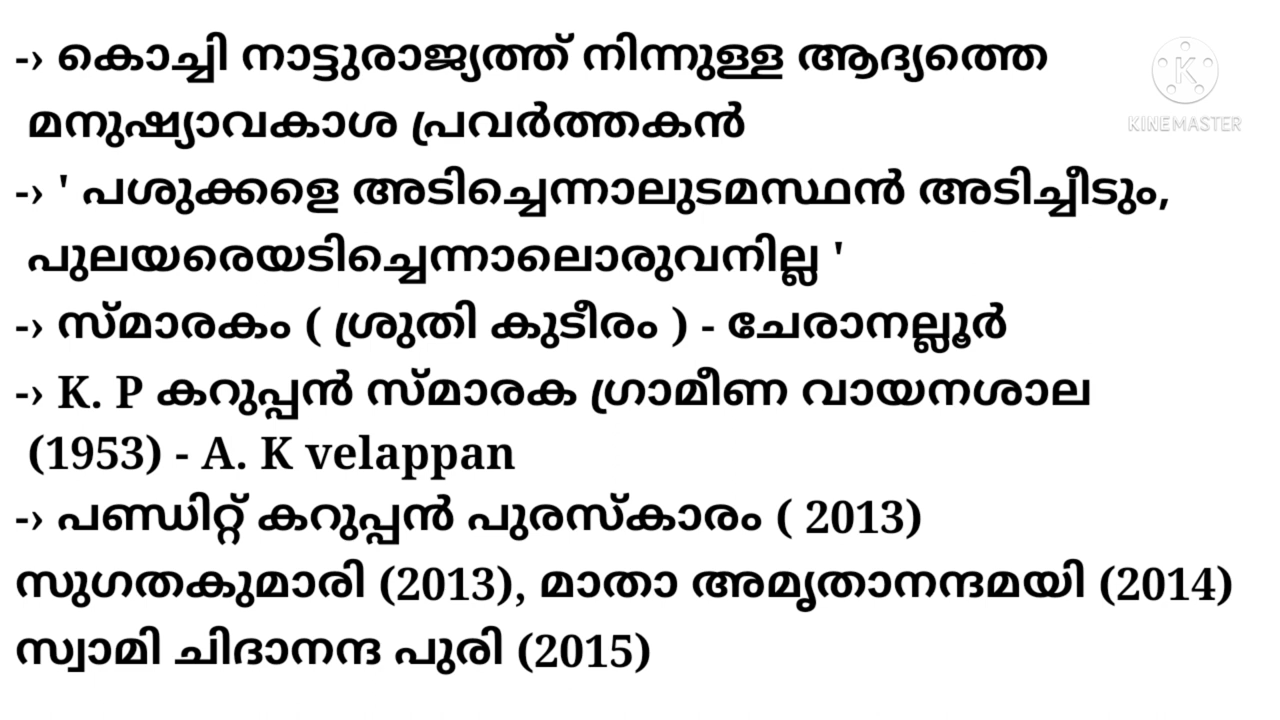 -› കൊച്ചി നാട്ടുരാജ്യത്ത് നിന്നുള്ള ആദ്യത്തെ
മനുഷ്യാവകാശ പ്രവർത്തകൻ
-› ' പശുക്കളെ അടിച്ചെന്നാലുടമസ്ഥൻ അടിച്ചീടും,
പുലയരെയടിച്ചെന്നാലൊരുവനില്ല '
-› സ്മാരകം ( ശ്രുതി കുടീരം ) - ചേരാനല്ലൂർ
-› K. P കറുപ്പൻ സ്മാരക ഗ്രാമീണ വായനശാല
(1953) - A. K velappan
-› പണ്ഡിറ്റ് കറുപ്പൻ പുരസ്കാരം ( 2013)
സുഗതകുമാരി (2013), മാതാ അമൃതാനന്ദമയി (2014)
സ്വാമി ചിദാനന്ദ പുരി (2015)
K
KINEMASTER